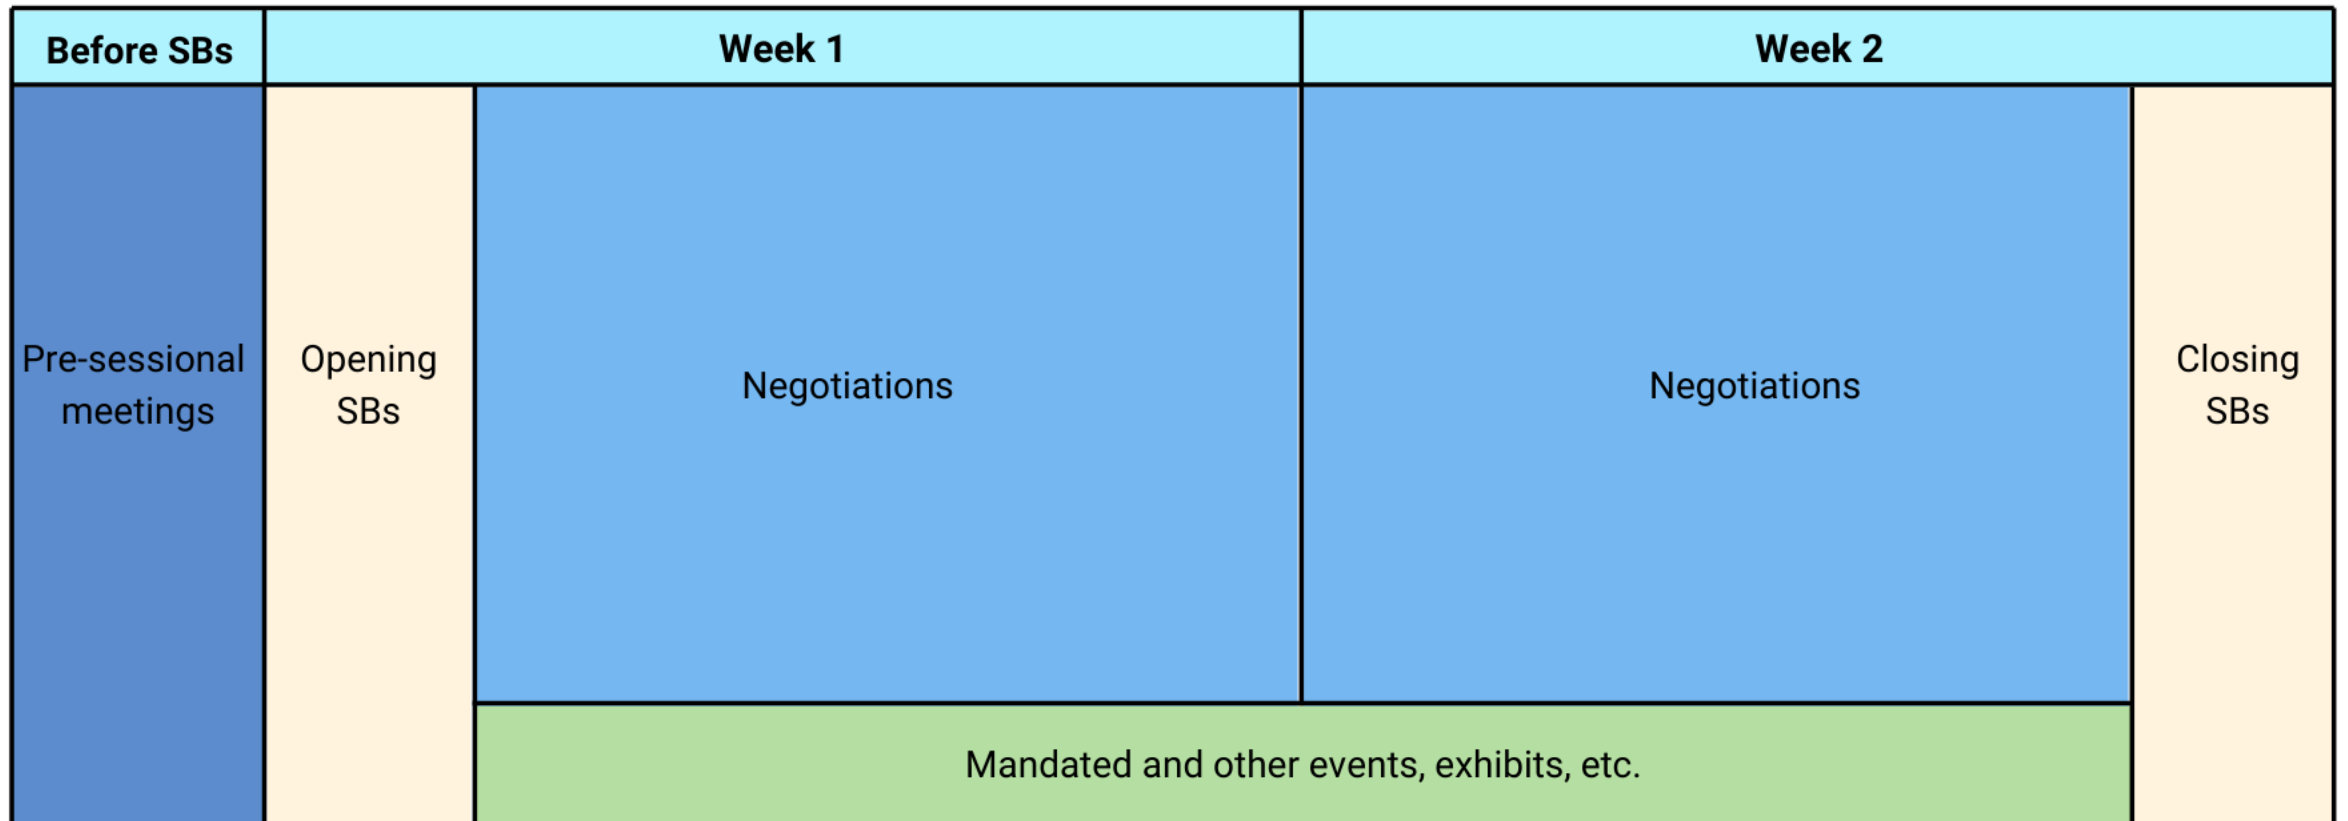 Before SBs
Week 1
Week 2
Pre-sessional
meetings
Opening
SBs
Negotiations
Negotiations
Closing
SBs
Mandated and other events, exhibits, etc.